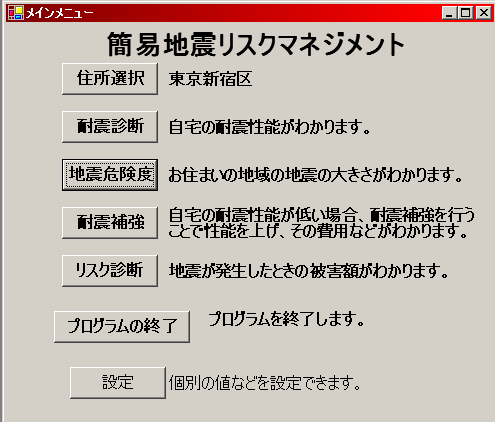 メインメニュー
簡易地震リスクマネジメント
住所選択 東京新宿区
耐震診断 自宅の耐震性能がわかります。
地震危険度 お住まいの地域の地震の大きさがわかります。
耐震補強 自宅の耐震性能が低い場合、耐震補強を行う
ことで性能を上げ、その費用などがわかります。
リスク診断 地震が発生したときの被害額がわかります。
プログラムの終了 プログラムを終了します。
設定 個別の値などを設定できます。